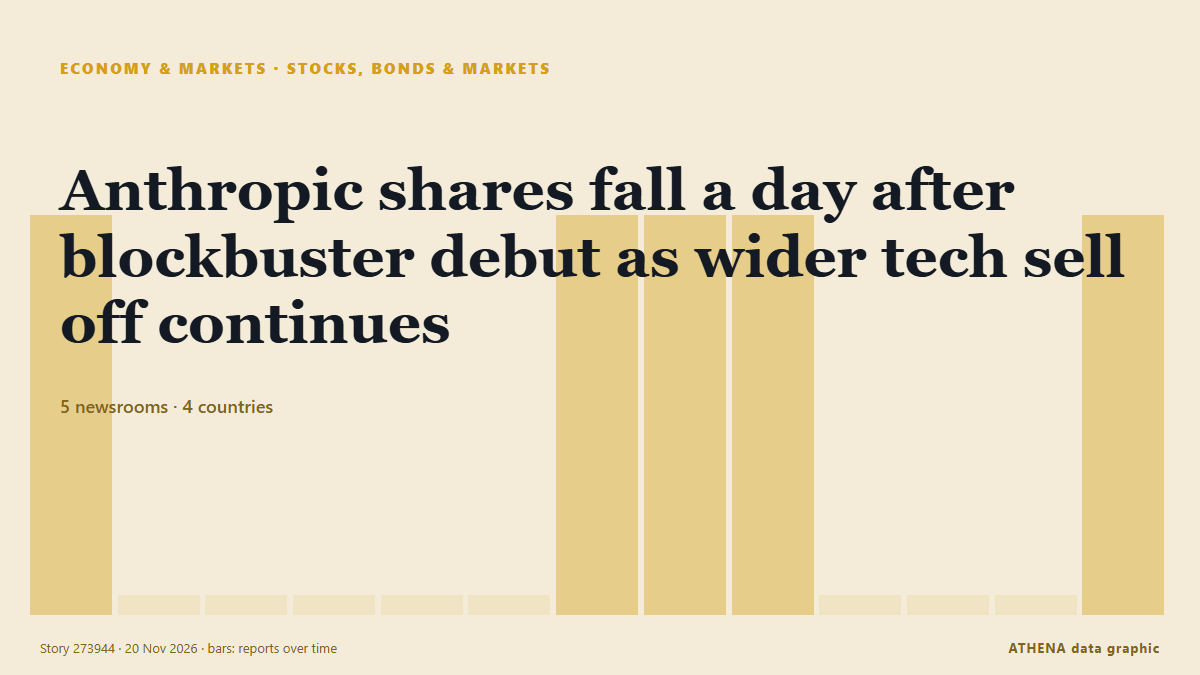 ECONOMY & MARKETS · STOCKS, BONDS & MARKETS
Anthropic shares fall a day after
blockbuster debut as wider tech sell
off continues
5 newsrooms · 4 countries
Story 273944 · 20 Nov 2026 · bars: reports over time
ATHENA data graphic